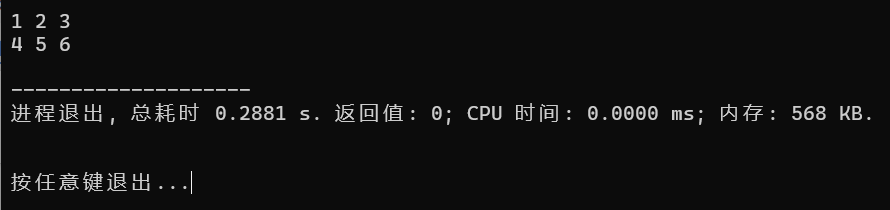 1 2 3
4 5 6
--------------------
进程退出, 总耗时 0.2881 s. 返回值: 0; CPU 时间: 0.0000 ms; 内存: 568 KB.
按任意键退出...